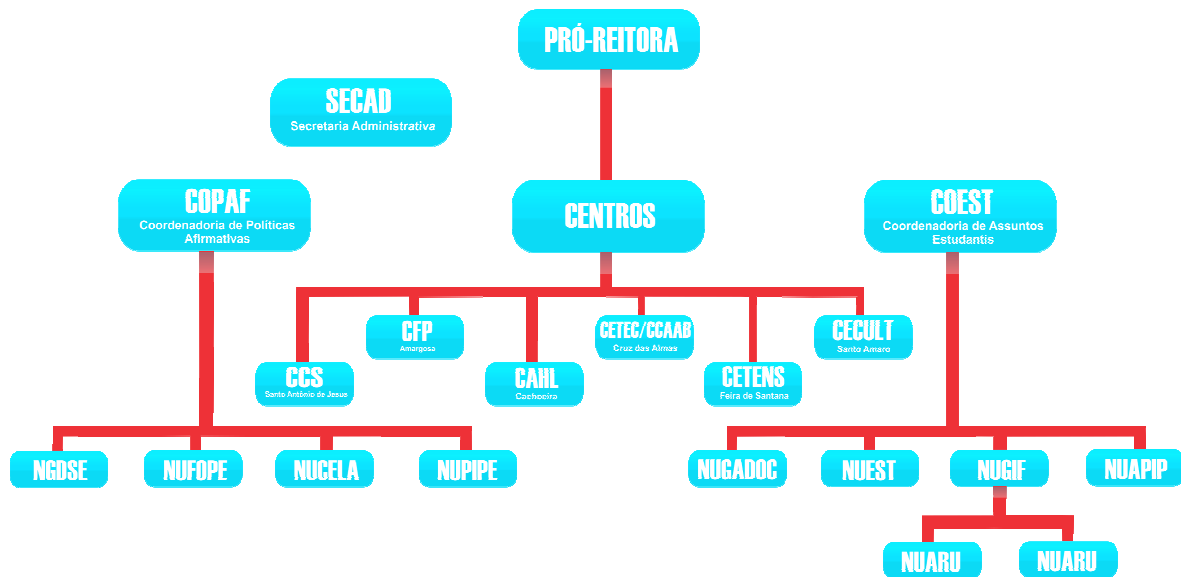 PRÓ-REITORA
SECAD
Secretaria Administrativa
COPAF
Coordenadoria de Políticas
Afirmativas
CENTROS
COEST
Coordenadoria de Assuntos
Estudantis
CFP
Amargosa
CETEC/CCAAB
Cruz das Almas
CECULT
Santo Amaro
CCS
Santo Antônio de Jesus
CAHL
Cachoeira
CETENS
Feira de Santana
NGDSE
NUFOPE
NUCELA
NUPIPE
NUGADOC
NUEST
NUGIF
NUAPIP
NUARU
NUARU